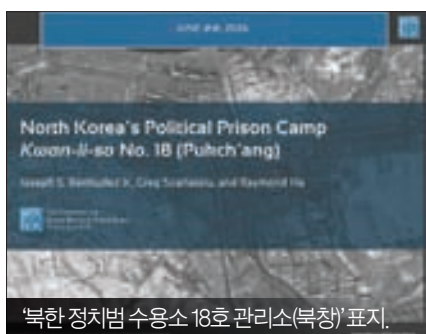 North Korea's Political Prison Camp
Kwan-li-so No. 18 (Pukch'ang)
Joseph S. Bermudez Jr., Greg Scarlatoiu, and Raymond Ha
'북한 정치범 수용소 18호 관리소(북창)' 표지.